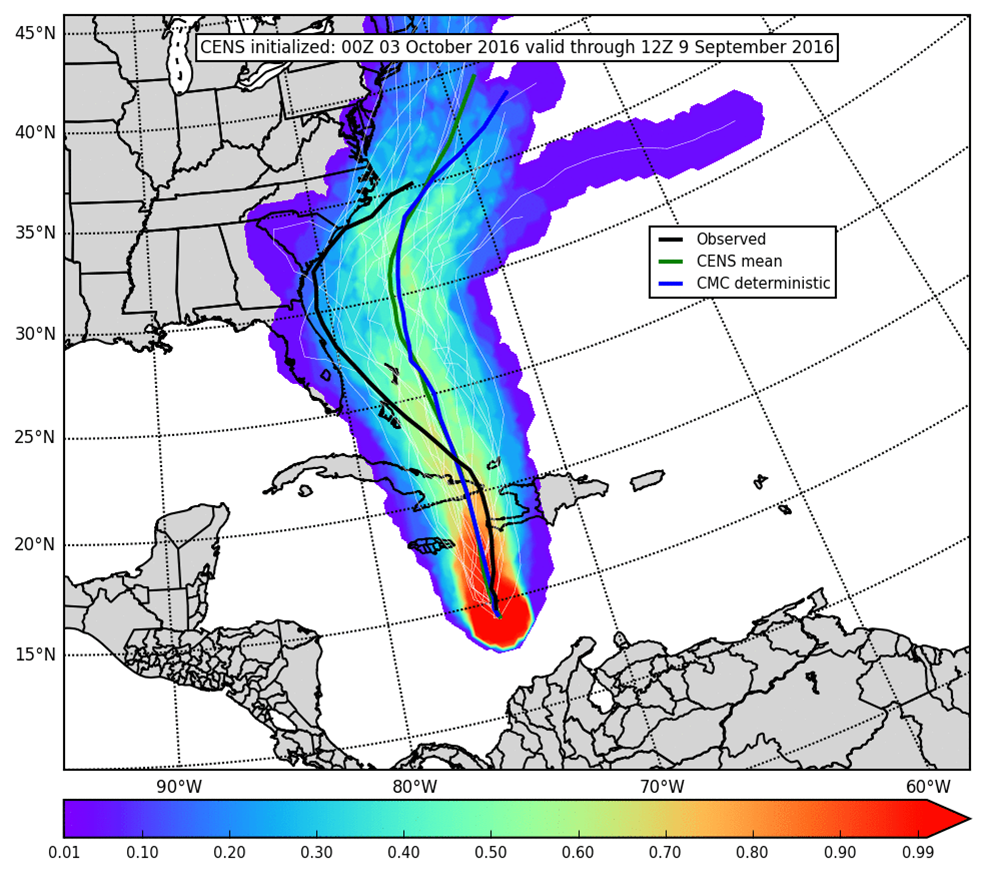 CENS initialized: 00Z 03 October 2016 valid through 12Z 9 September 2016
45°N
40°N
35°N
30°N
25°N
20°N
15°N
Observed
CENS mean
CMC deterministic
90°W 80°W 70°W 60°W
0.01 0.10 0.20 0.30 0.40 0.50 0.60 0.70 0.80 0.90 0.99